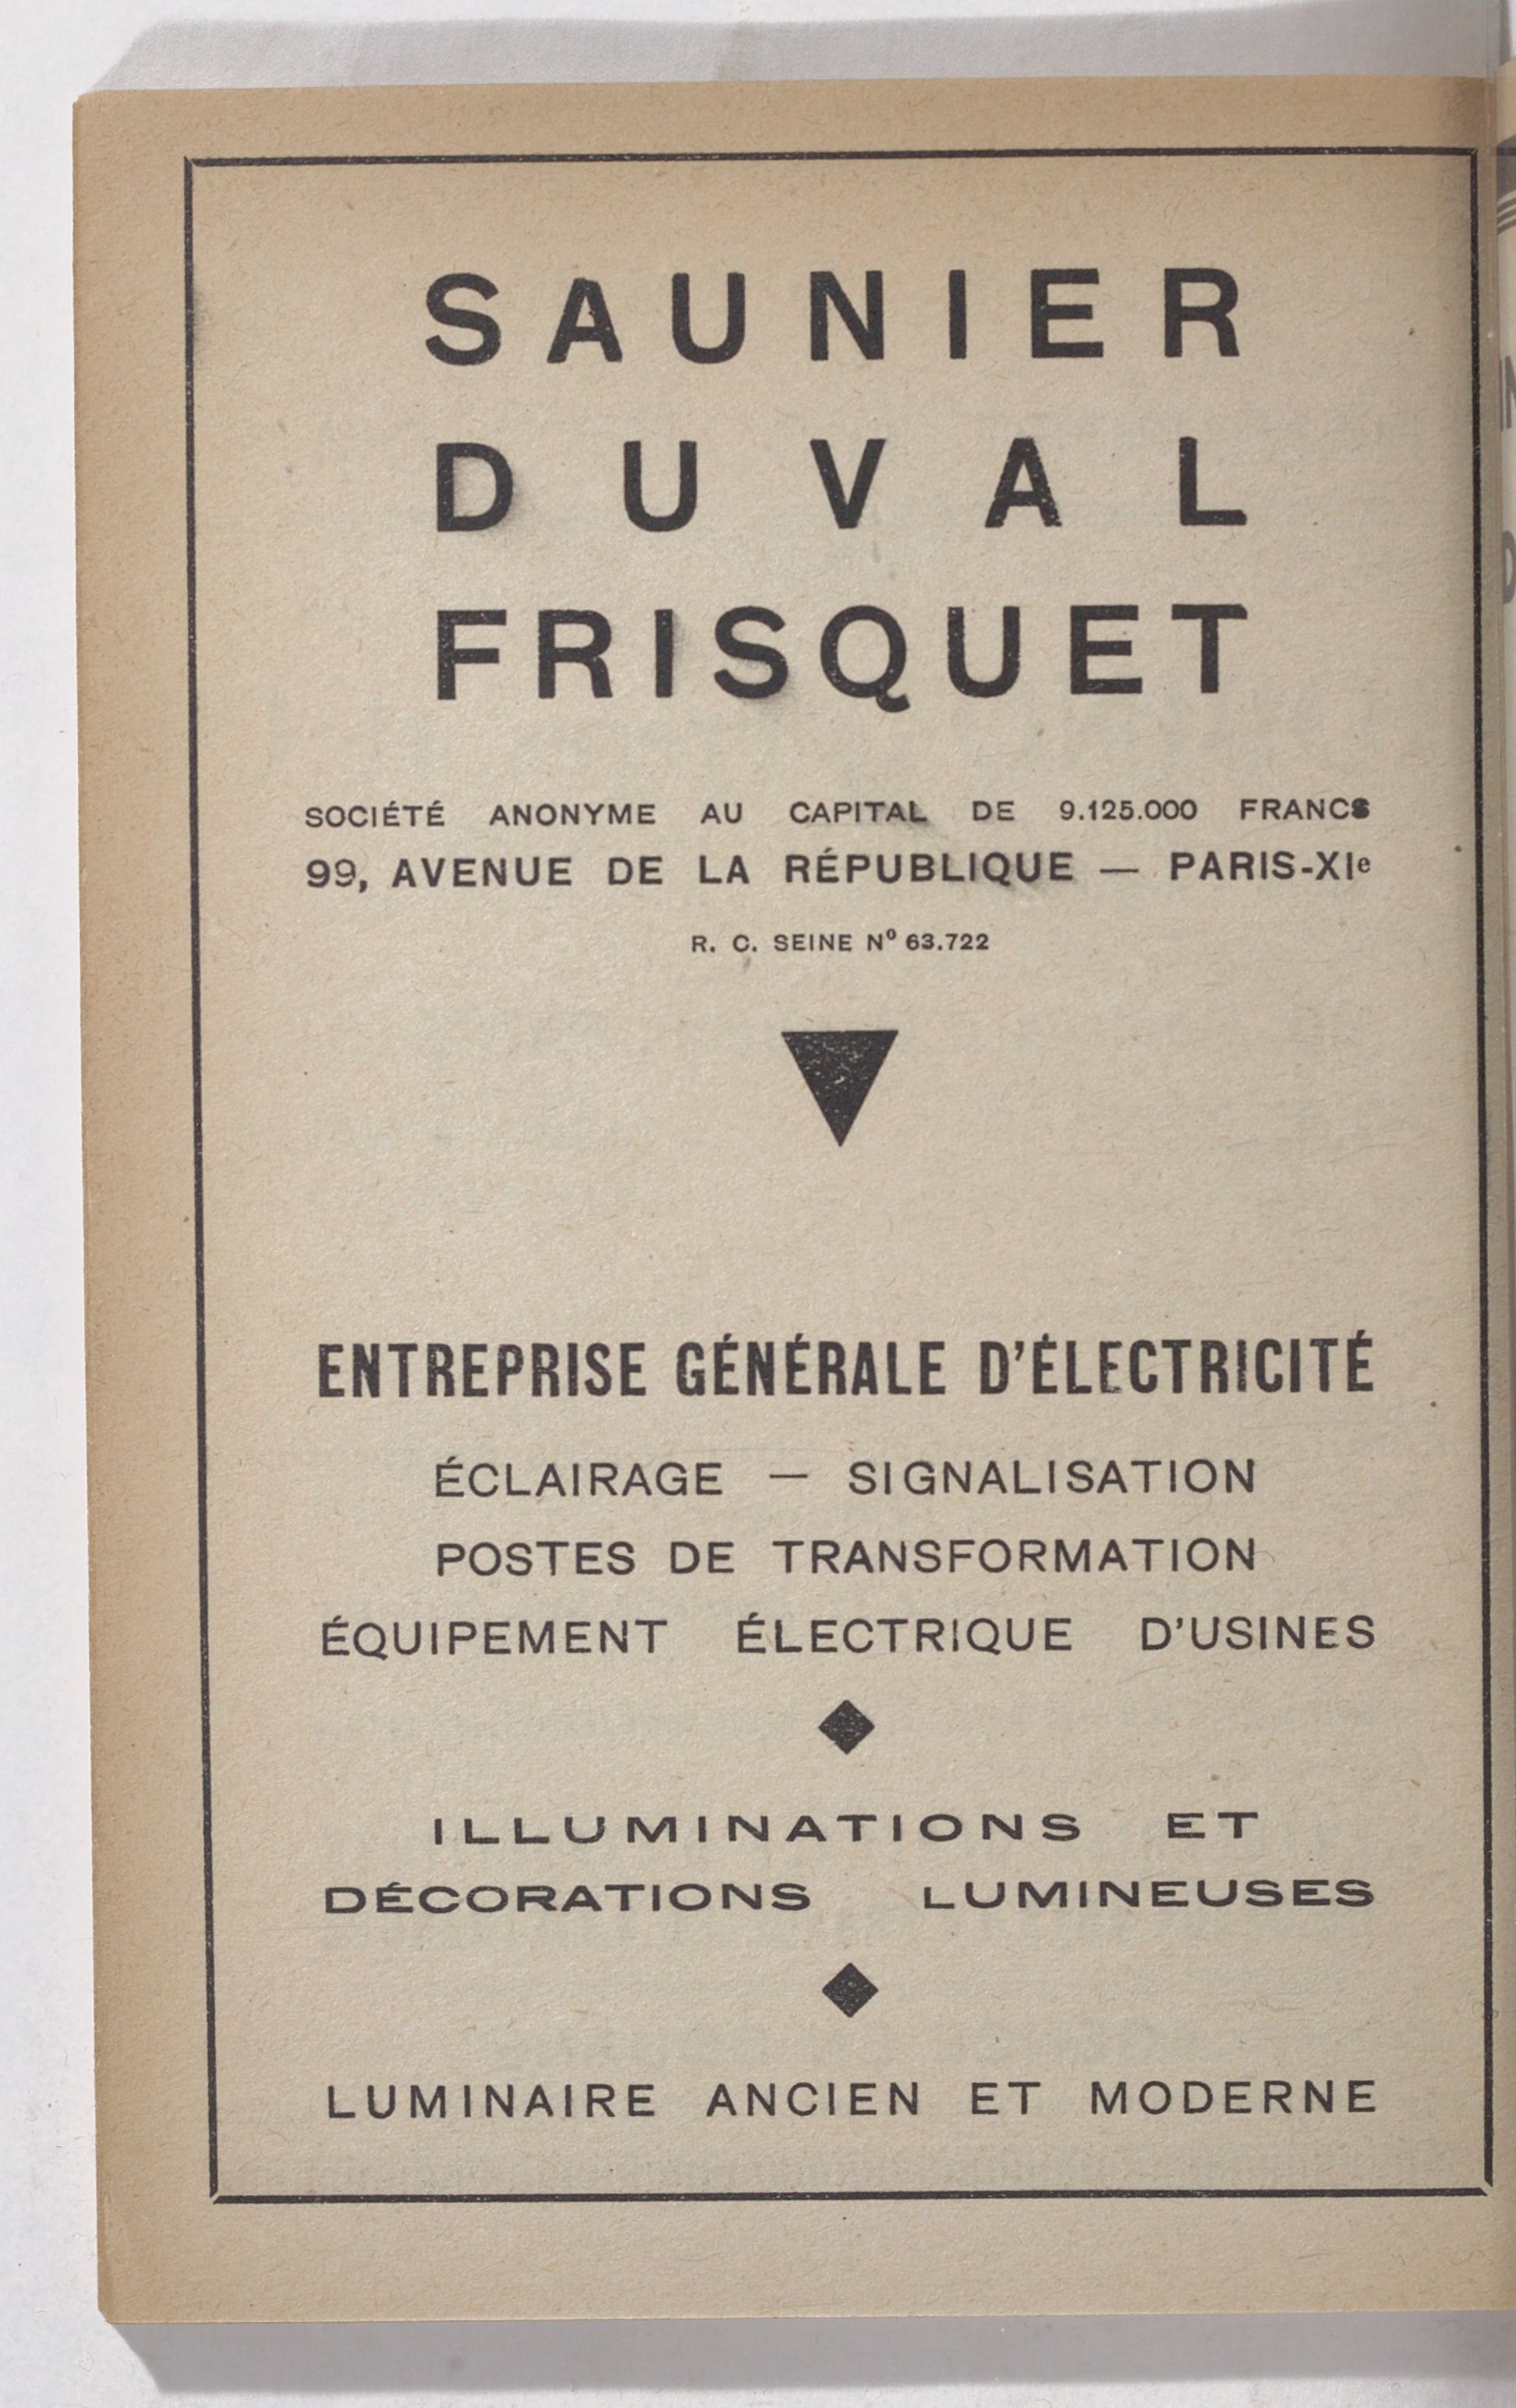 SAUNIER
DUVAL
FRISQUET
SOCIÉTÉ ANONYME AU CAPITAL DE 9.125.000 FRANCS
99, AVENUE DE LA RÉPUBLIQUE — PARIS-XIe
R. C. SEINE Nº 63.722
ENTREPRISE GÉNÉRALE D'ÉLECTRICITÉ
ÉCLAIRAGE — SIGNALISATION
POSTES DE TRANSFORMATION
ÉQUIPEMENT ÉLECTRIQUE D'USINES
ILLUMINATIONS ET
DÉCORATIONS LUMINEUSES
LUMINAIRE ANCIEN ET MODERNE